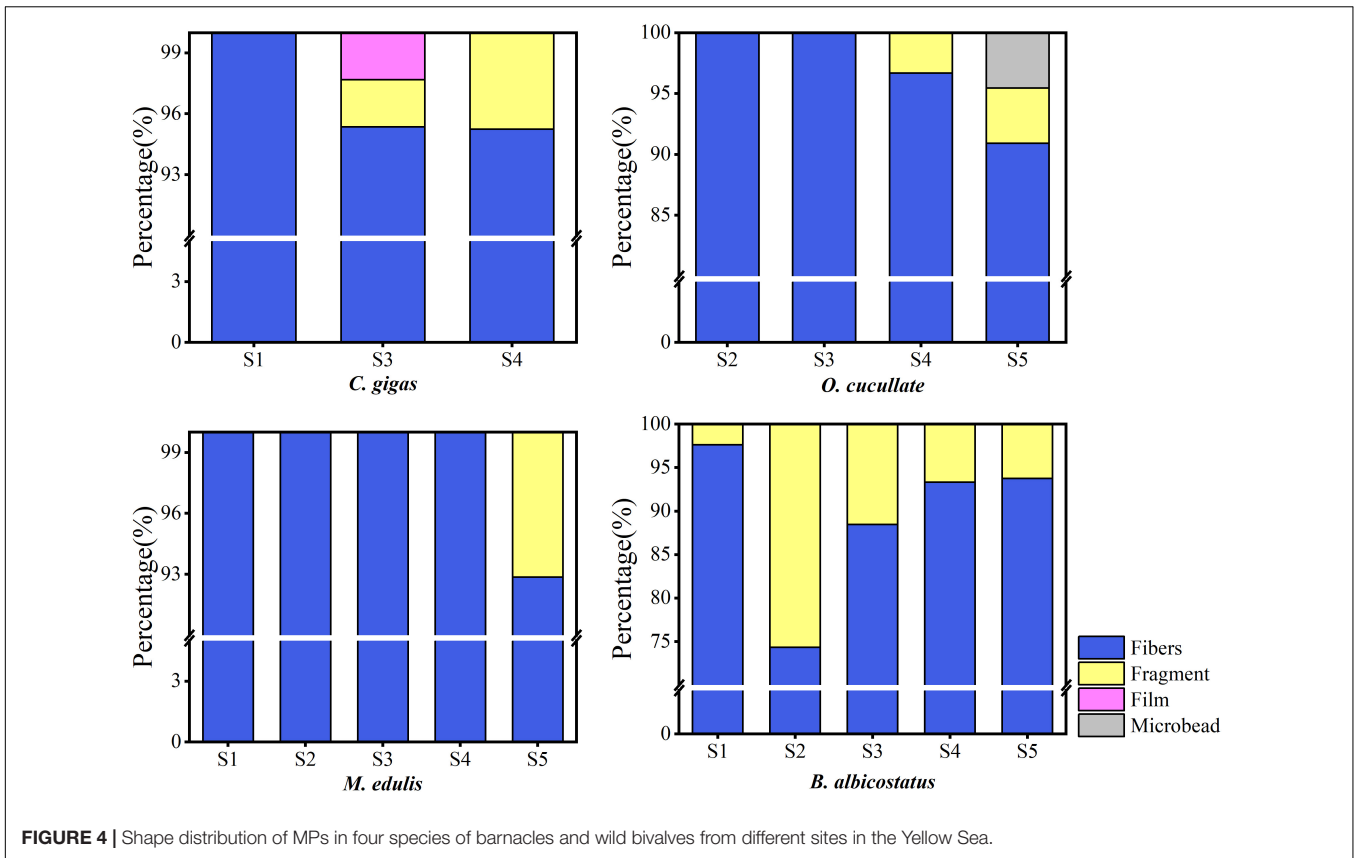 Percentage(%)
99
96
93
3
0
S1 S3 S4
C. gigas
Percentage(%)
100
95
90
85
0
S2 S3 S4 S5
O. cucullate
Percentage(%)
99
96
93
3
0
S1 S2 S3 S4 S5
M. edulis
Percentage(%)
100
95
90
85
80
75
0
S1 S2 S3 S4 S5
B. albicostatus
Fibers
Fragment
Film
Microbead
FIGURE 4 | Shape distribution of MPs in four species of barnacles and wild bivalves from different sites in the Yellow Sea.